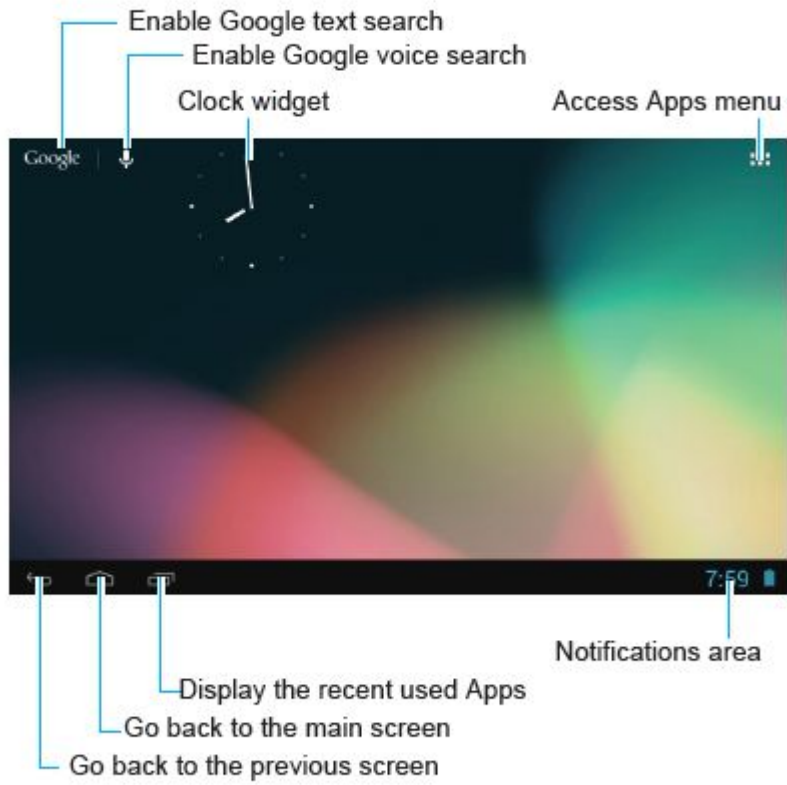 Enable Google text search
Enable Google voice search
Clock widget
Access Apps menu
Google
7:59
Notifications area
Display the recent used Apps
Go back to the main screen
Go back to the previous screen